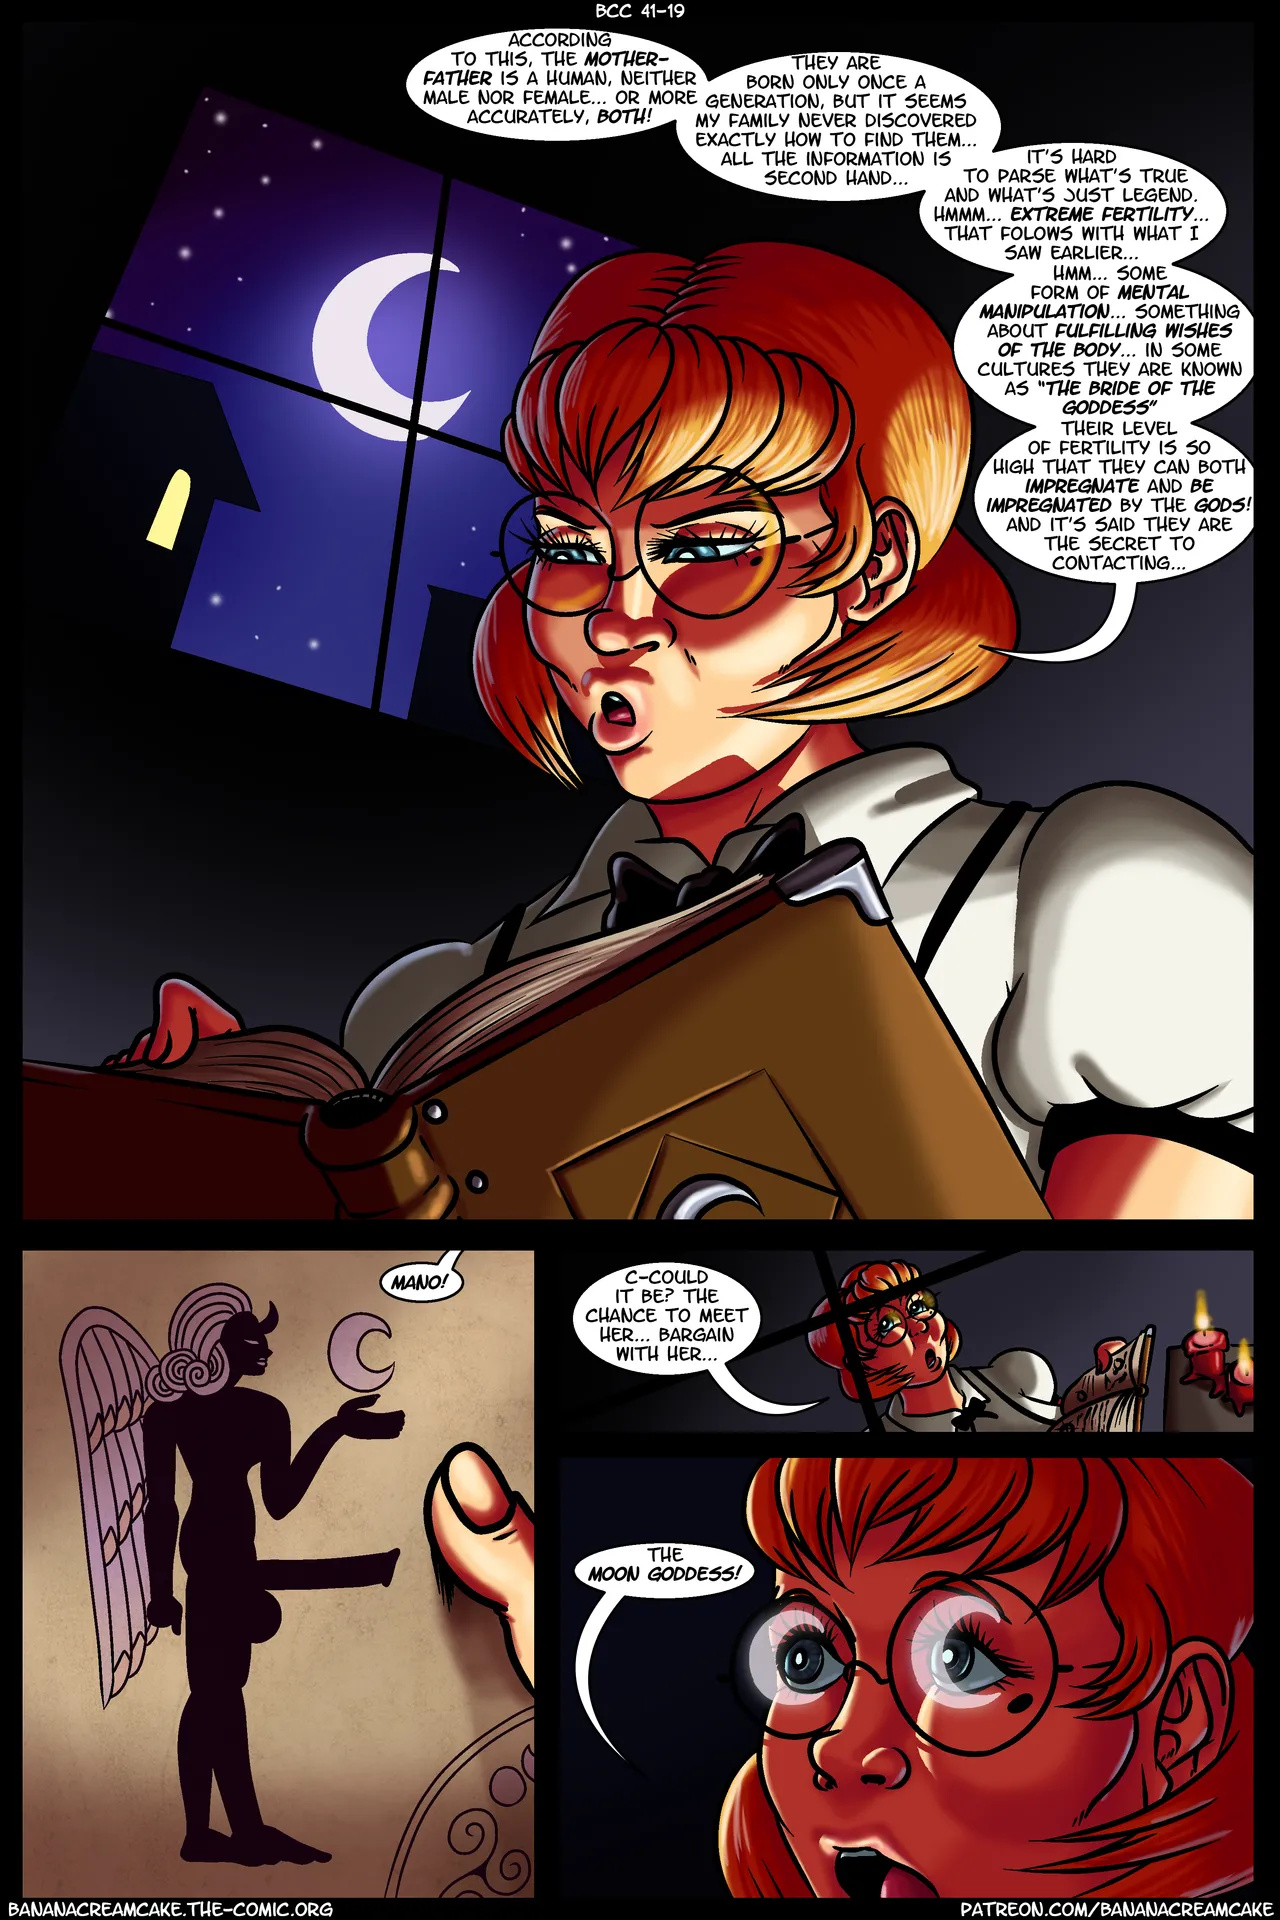 BCC 41-19
ACCORDING
TO THIS, THE MOTHER-
FATHER IS A HUMAN, NEITHER
MALE NOR FEMALE... OR MORE
ACCURATELY, BOTH!
THEY ARE
BORN ONLY ONCE A
GENERATION, BUT IT SEEMS
MY FAMILY NEVER DISCOVERED
EXACTLY HOW TO FIND THEM...
ALL THE INFORMATION IS
SECOND HAND...
IT'S HARD
TO PARSE WHAT'S TRUE
AND WHAT'S JUST LEGEND.
HMMM... EXTREME FERTILITY...
THAT FOLOWS WITH WHAT I
SAW EARLIER...
HMM... SOME
FORM OF MENTAL
MANIPULATION... SOMETHING
ABOUT FULFILLING WISHES
OF THE BODY... IN SOME
CULTURES THEY ARE KNOWN
AS "THE BRIDE OF THE
GODDESS"
THEIR LEVEL
OF FERTILITY IS SO
HIGH THAT THEY CAN BOTH
IMPREGNATE AND BE
IMPREGNATED BY THE GODS!
AND IT'S SAID THEY ARE
THE SECRET TO
CONTACTING...
MANO!
C-COULD
IT BE? THE
CHANCE TO MEET
HER... BARGAIN
WITH HER...
THE
MOON GODDESS!
BANANACREAMCAKE.THE-COMIC.ORG
PATREON.COM/BANANACREAMCAKE